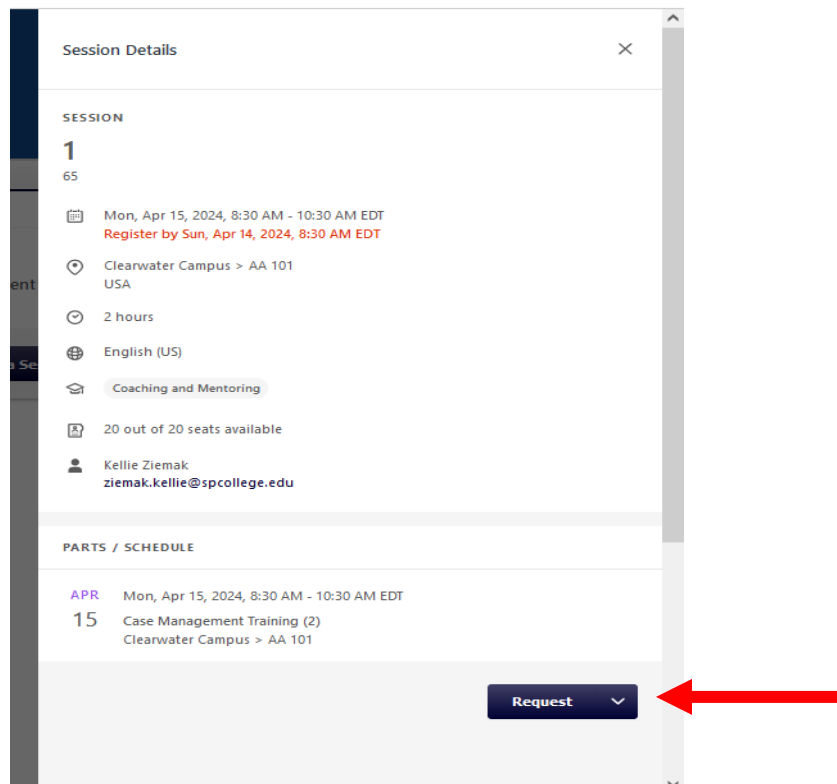 Session Details
SESSION
1
65
Mon, Apr 15, 2024, 8:30 AM - 10:30 AM EDT
Register by Sun, Apr 14, 2024, 8:30 AM EDT
Clearwater Campus > AA 101
USA
ent
2 hours
English (US)
a Se
Coaching and Mentoring
20 out of 20 seats available
Kellie Ziemak
ziemak.kellie@spcollege.edu
PARTS / SCHEDULE
APR
Mon, Apr 15, 2024, 8:30 AM - 10:30 AM EDT
15
Case Management Training (2)
Clearwater Campus > AA 101
Request